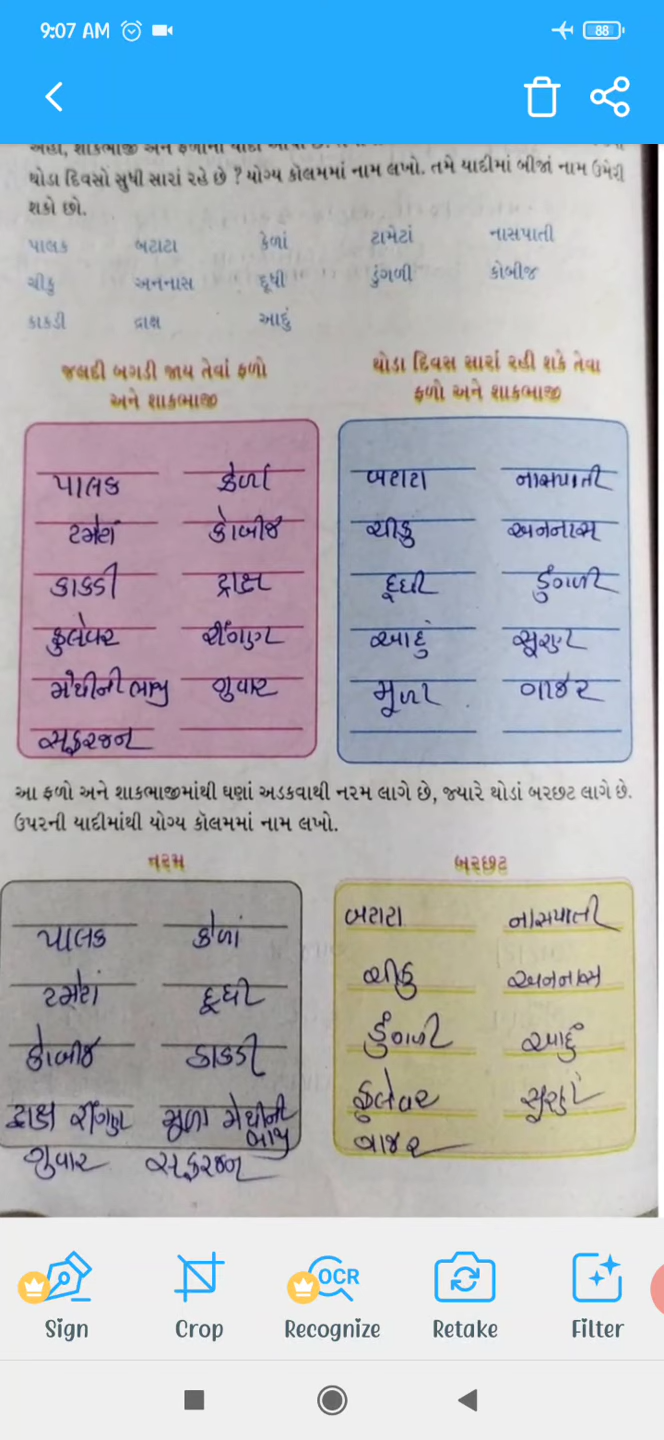 9:07 AM 88
થોડા દિવસો સુધી સારાં રહે છે ? યોગ્ય કૉલમમાં નામ લખો. તમે યાદીમાં બીજાં નામ ઉમેરી
શકો છો.
પાલક બટાટા કેળાં ટામેટાં નાસપાતી
ચીકુ અનનાસ દૂધી ડુંગળી કોબીજ
કાકડી દ્રાક્ષ આદું
જલદી બગડી જાય તેવાં ફળો
અને શાકભાજી
થોડા દિવસ સારાં રહી શકે તેવા
ફળો અને શાકભાજી
પાલક કેળાં
ટમેટાં કોબીજ
કાકડી દ્રાક્ષ
ફુલેવર રીંગણ
મેથીની ભાજી ગુવાર
સફરજન
બટાટા નાસપાતી
ચીકુ અનનાસ
દૂધી ડુંગળી
આદું સૂરણ
મૂળા ગાજર
આ ફળો અને શાકભાજીમાંથી ઘણાં અડકવાથી નરમ લાગે છે, જ્યારે થોડાં બરછટ લાગે છે.
ઉપરની યાદીમાંથી યોગ્ય કૉલમમાં નામ લખો.
નરમ
પાલક કેળાં
ટમેટાં દૂધી
કોબીજ કાકડી
દ્રાક્ષ રીંગણ મૂળા મેથીની
ભાજી
ગુવાર સફરજન
બરછટ
બટાટા નાસપાતી
ચીકુ અનનાસ
ડુંગળી આદું
ફુલેવર સૂરણ
ગાજર
Sign Crop OCR Recognize Retake Filter